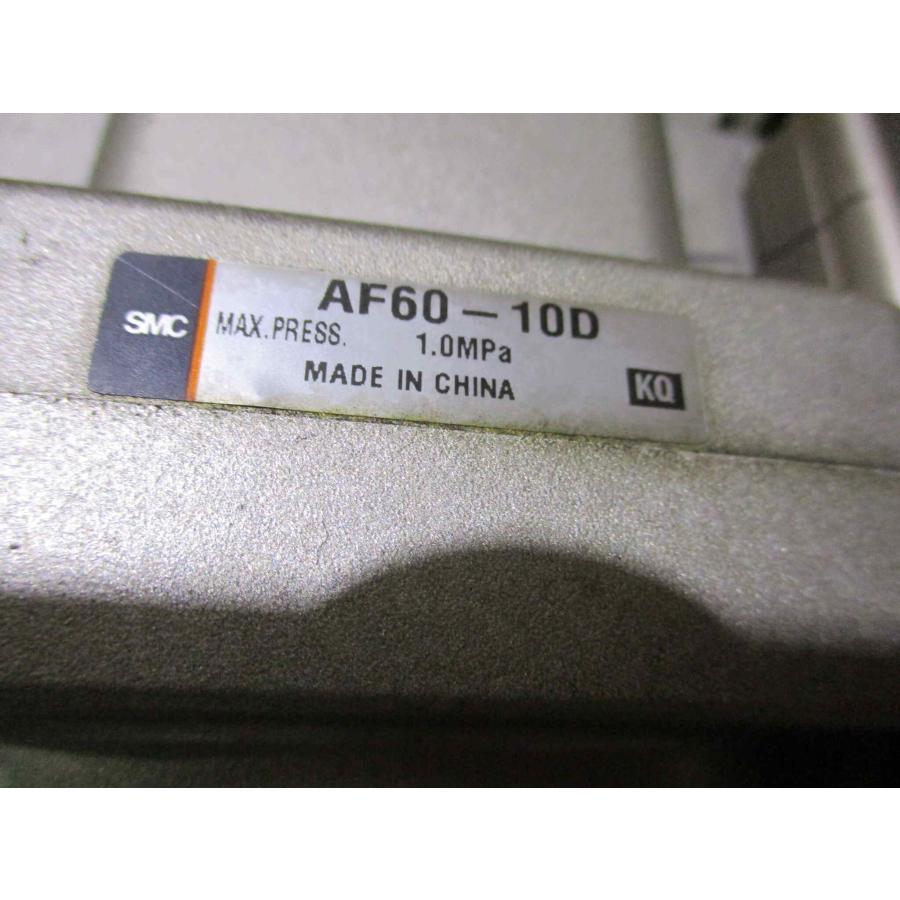 SMC
AF60-10D
MAX.PRESS. 1.0MPa
MADE IN CHINA
KQ